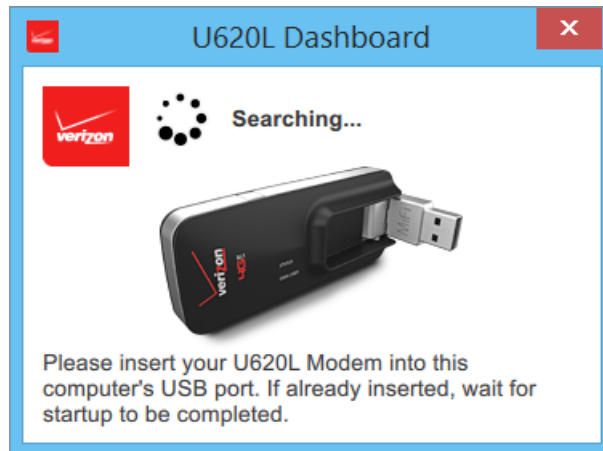 U620L Dashboard
verizon
Searching...
MiFi
verizon
4G LTE
Please insert your U620L Modem into this
computer's USB port. If already inserted, wait for
startup to be completed.